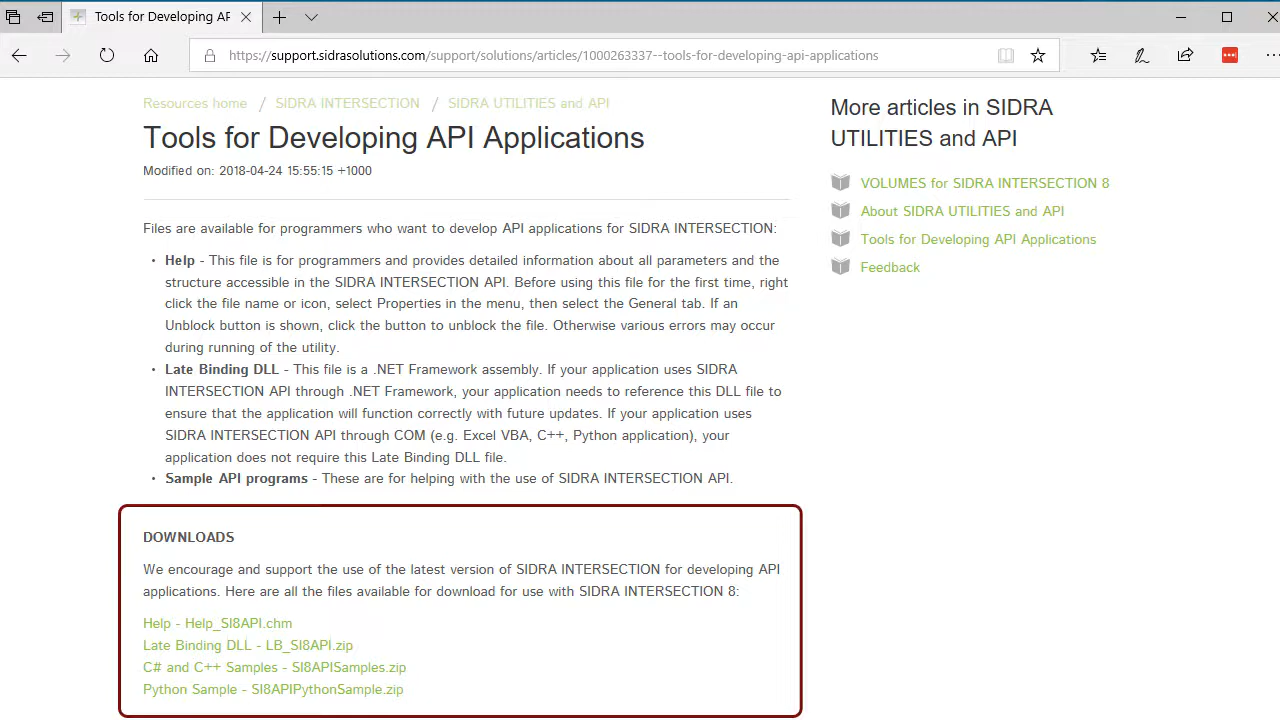 Tools for Developing AP
https://support.sidrasolutions.com/support/solutions/articles/1000263337--tools-for-developing-api-applications
Resources home / SIDRA INTERSECTION / SIDRA UTILITIES and API
Tools for Developing API Applications
Modified on: 2018-04-24 15:55:15 +1000
Files are available for programmers who want to develop API applications for SIDRA INTERSECTION:
• Help - This file is for programmers and provides detailed information about all parameters and the
structure accessible in the SIDRA INTERSECTION API. Before using this file for the first time, right
click the file name or icon, select Properties in the menu, then select the General tab. If an
Unblock button is shown, click the button to unblock the file. Otherwise various errors may occur
during running of the utility.
• Late Binding DLL - This file is a .NET Framework assembly. If your application uses SIDRA
INTERSECTION API through .NET Framework, your application needs to reference this DLL file to
ensure that the application will function correctly with future updates. If your application uses
SIDRA INTERSECTION API through COM (e.g. Excel VBA, C++, Python application), your
application does not require this Late Binding DLL file.
• Sample API programs - These are for helping with the use of SIDRA INTERSECTION API.
DOWNLOADS
We encourage and support the use of the latest version of SIDRA INTERSECTION for developing API
applications. Here are all the files available for download for use with SIDRA INTERSECTION 8:
Help - Help_SI8API.chm
Late Binding DLL - LB_SI8API.zip
C# and C++ Samples - SI8APISamples.zip
Python Sample - SI8APIPythonSample.zip
More articles in SIDRA
UTILITIES and API
VOLUMES for SIDRA INTERSECTION 8
About SIDRA UTILITIES and API
Tools for Developing API Applications
Feedback